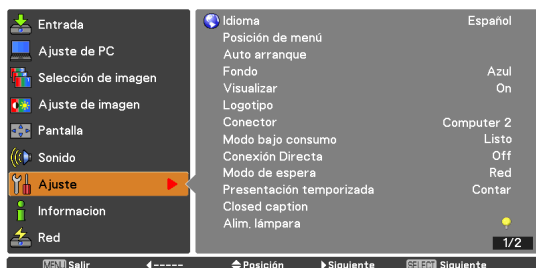 Entrada
Ajuste de PC
Selección de imagen
Ajuste de imagen
Pantalla
Sonido
Ajuste
Informacion
Red
Idioma Español
Posición de menú
Auto arranque
Fondo Azul
Visualizar On
Logotipo
Conector Computer 2
Modo bajo consumo Listo
Conexión Directa Off
Modo de espera Red
Presentación temporizada Contar
Closed caption
Alim. lámpara
1/2
MENU Salir ----- Posición Siguiente SELECT Siguiente